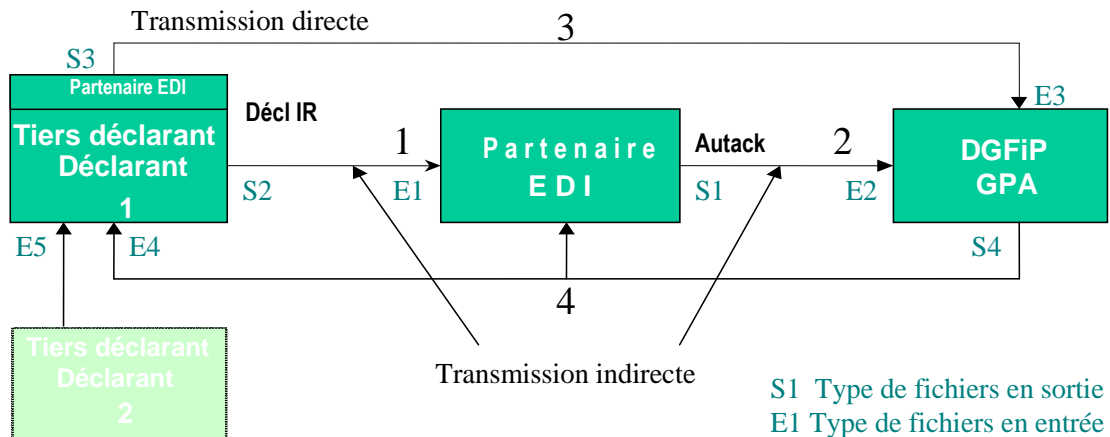 Transmission directe
3
S3
Partenaire EDI
E3
Décl IR
Tiers déclarant
Déclarant
1
1
Partenaire
EDI
Autack
2
DGFiP
GPA
S2
E1
S1
E2
E5
E4
S4
4
Tiers déclarant
Déclarant
2
Transmission indirecte
S1 Type de fichiers en sortie
E1 Type de fichiers en entrée